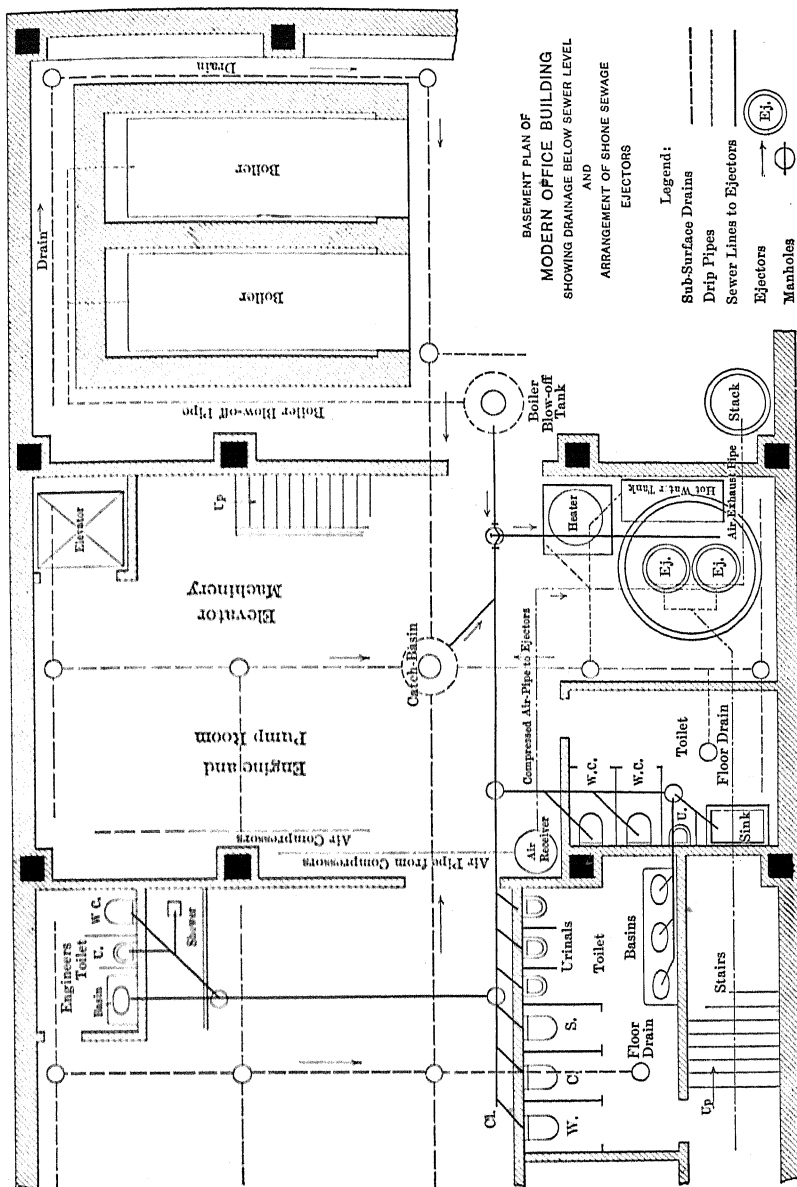 BASEMENT PLAN OF
MODERN OFFICE BUILDING
SHOWING DRAINAGE BELOW SEWER LEVEL
AND
ARRANGEMENT OF SHONE SEWAGE
EJECTORS
Legend:
Sub-Surface Drains
Drip Pipes
Sewer Lines to Ejectors
Ejectors
Ej.
Manholes
Drain
Drain
Boiler
Boiler
Boiler Blow-off Pipe
Boiler
Blow-off
Tank
Stack
Elevator
Up
Elevator
Machinery
Heater
Hot Wat'r Tank
Air Exhaust Pipe
Ej.
Ej.
Catch-Basin
Compressed Air-Pipe to Ejectors
Engine and
Pump Room
Toilet
Floor Drain
W.C.
W.C.
U.
Sink
Air Compressors
Air Pipe from Compressors
Air
Receiver
Engineers
Toilet
W C.
U.
Basin
Shower
Urinals
Toilet
Basins
Stairs
S.
C.
W.
Floor
Drain
Cl.
Up